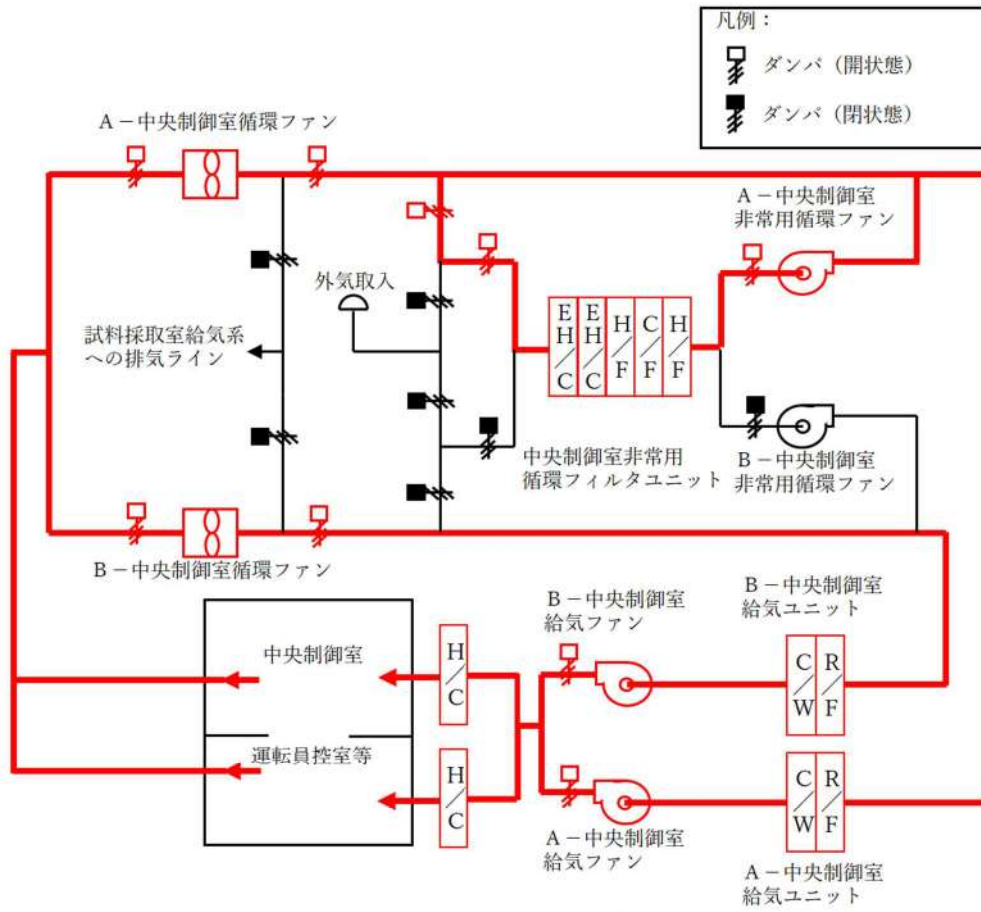 凡例：
ダンパ（開状態）
ダンパ（閉状態）
A－中央制御室循環ファン
A－中央制御室
非常用循環ファン
外気取入
試料採取室給気系
への排気ライン
EH/C
EH/C
H/F
C/F
H/F
中央制御室非常用
循環フィルタユニット
B－中央制御室
非常用循環ファン
B－中央制御室循環ファン
B－中央制御室
給気ファン
B－中央制御室
給気ユニット
中央制御室
H/C
C/W
R/F
運転員控室等
H/C
C/W
R/F
A－中央制御室
給気ファン
A－中央制御室
給気ユニット